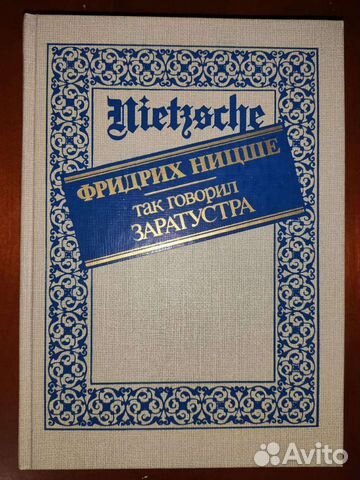 Nietzsche
ФРИДРИХ НИЦШЕ
ТАК ГОВОРИЛ
ЗАРАТУСТРА
Avito